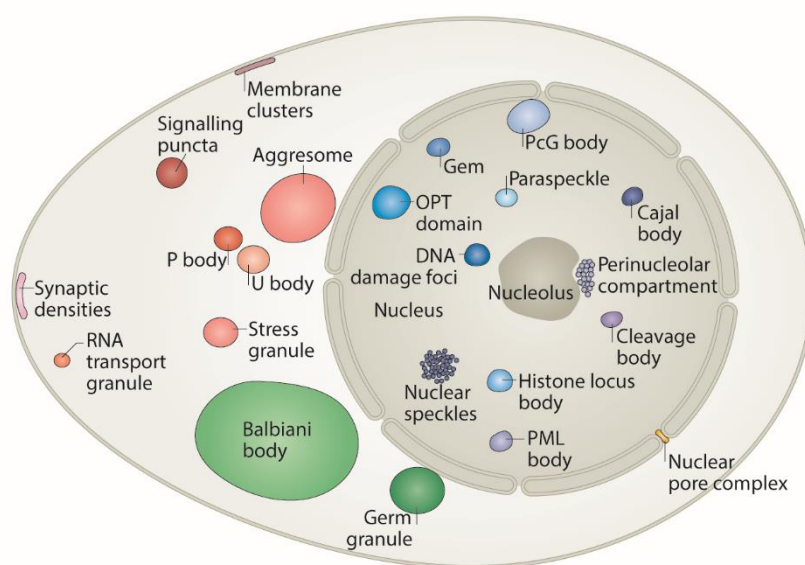 Membrane
clusters
Signalling
puncta
Aggresome
PcG body
Gem
Paraspeckle
OPT
domain
Cajal
body
P body
U body
DNA
damage foci
Nucleolus
Perinucleolar
compartment
Synaptic
densities
Nucleus
RNA
transport
granule
Stress
granule
Cleavage
body
Nuclear
speckles
Histone locus
body
Balbiani
body
PML
body
Nuclear
pore complex
Germ
granule